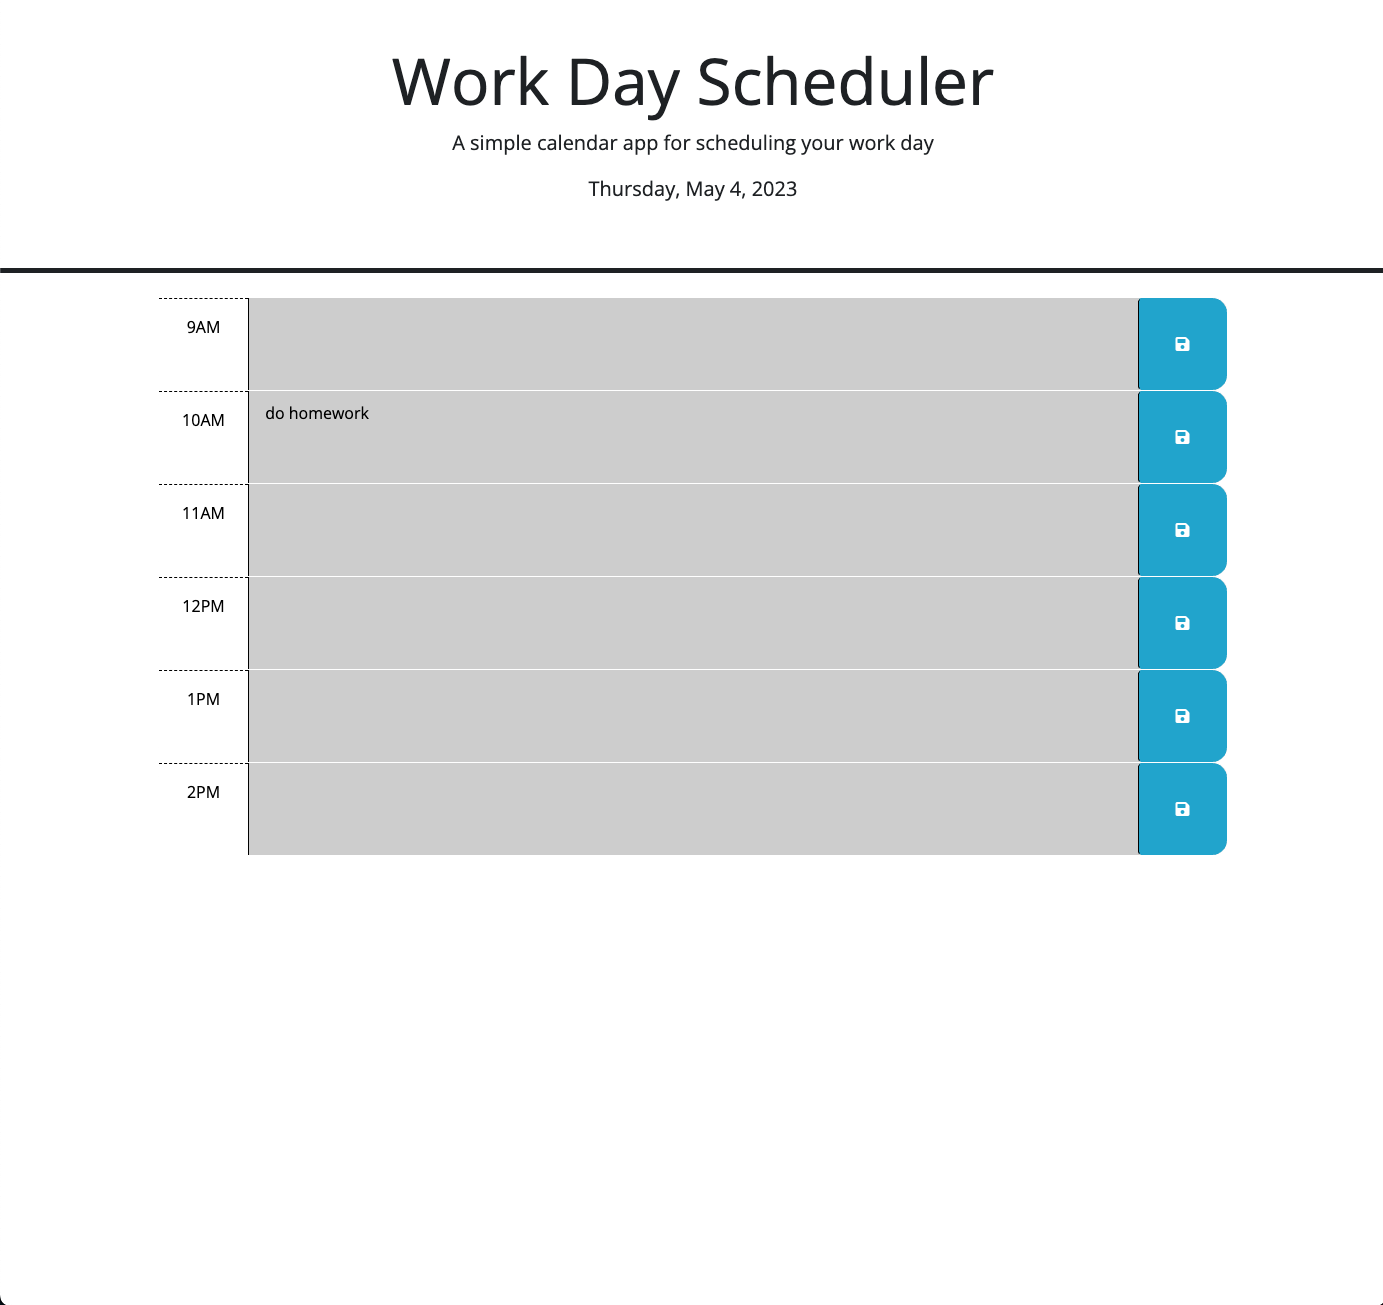 Work Day Scheduler
A simple calendar app for scheduling your work day
Thursday, May 4, 2023
9AM
10AM
do homework
11AM
12PM
1PM
2PM